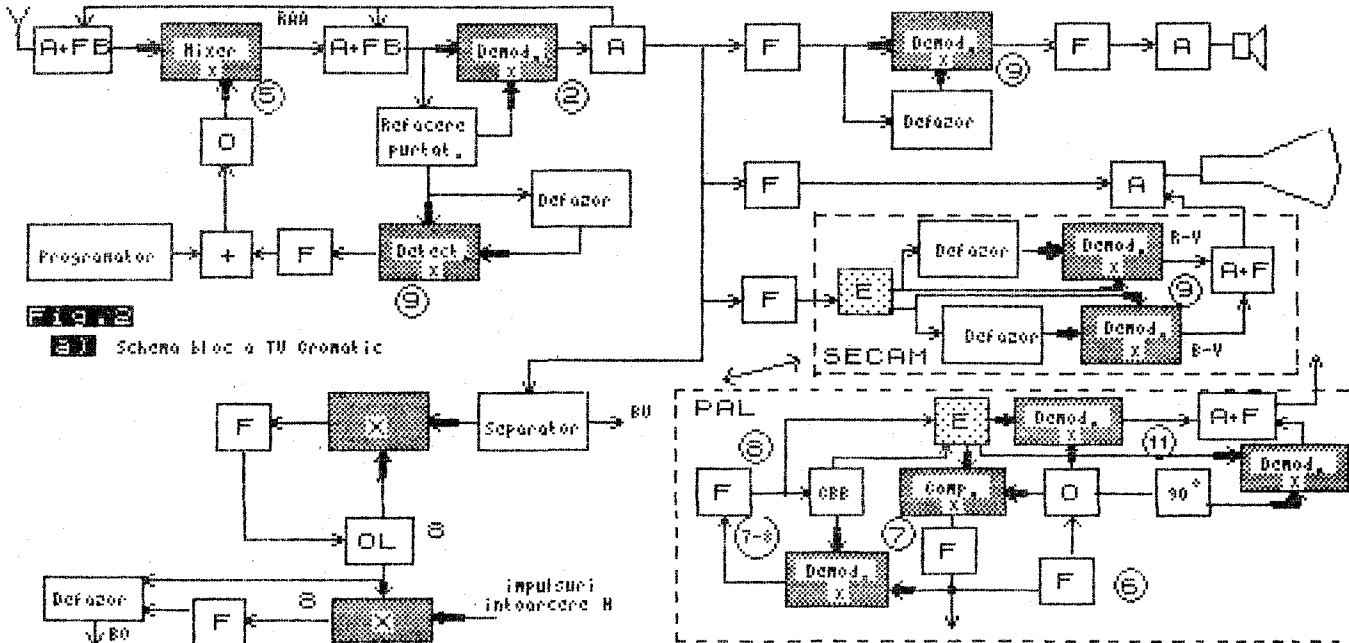 RAA
A+FB
Mixer
X
A+FB
Demod.
X
A
F
Demod.
X
F
A
5
2
9
O
Refacere
purtat.
Defazor
Defazor
F
A
Programator
+
F
Detect.
X
9
Defazor
Demod.
X
R-Y
A+F
F
E
9
Defazor
Demod.
X
B-Y
SECAM
Fig.2
a)
Schema bloc a TV Cromatic
PAL
F
X
Separator
BV
E
Demod.
X
A+F
8
11
Demod.
X
F
CBB
Comp.
X
O
90°
7-8
7
F
OL
8
Demod.
X
F
6
Defazor
F
8
X
impulsuri
intoarcere H
BO